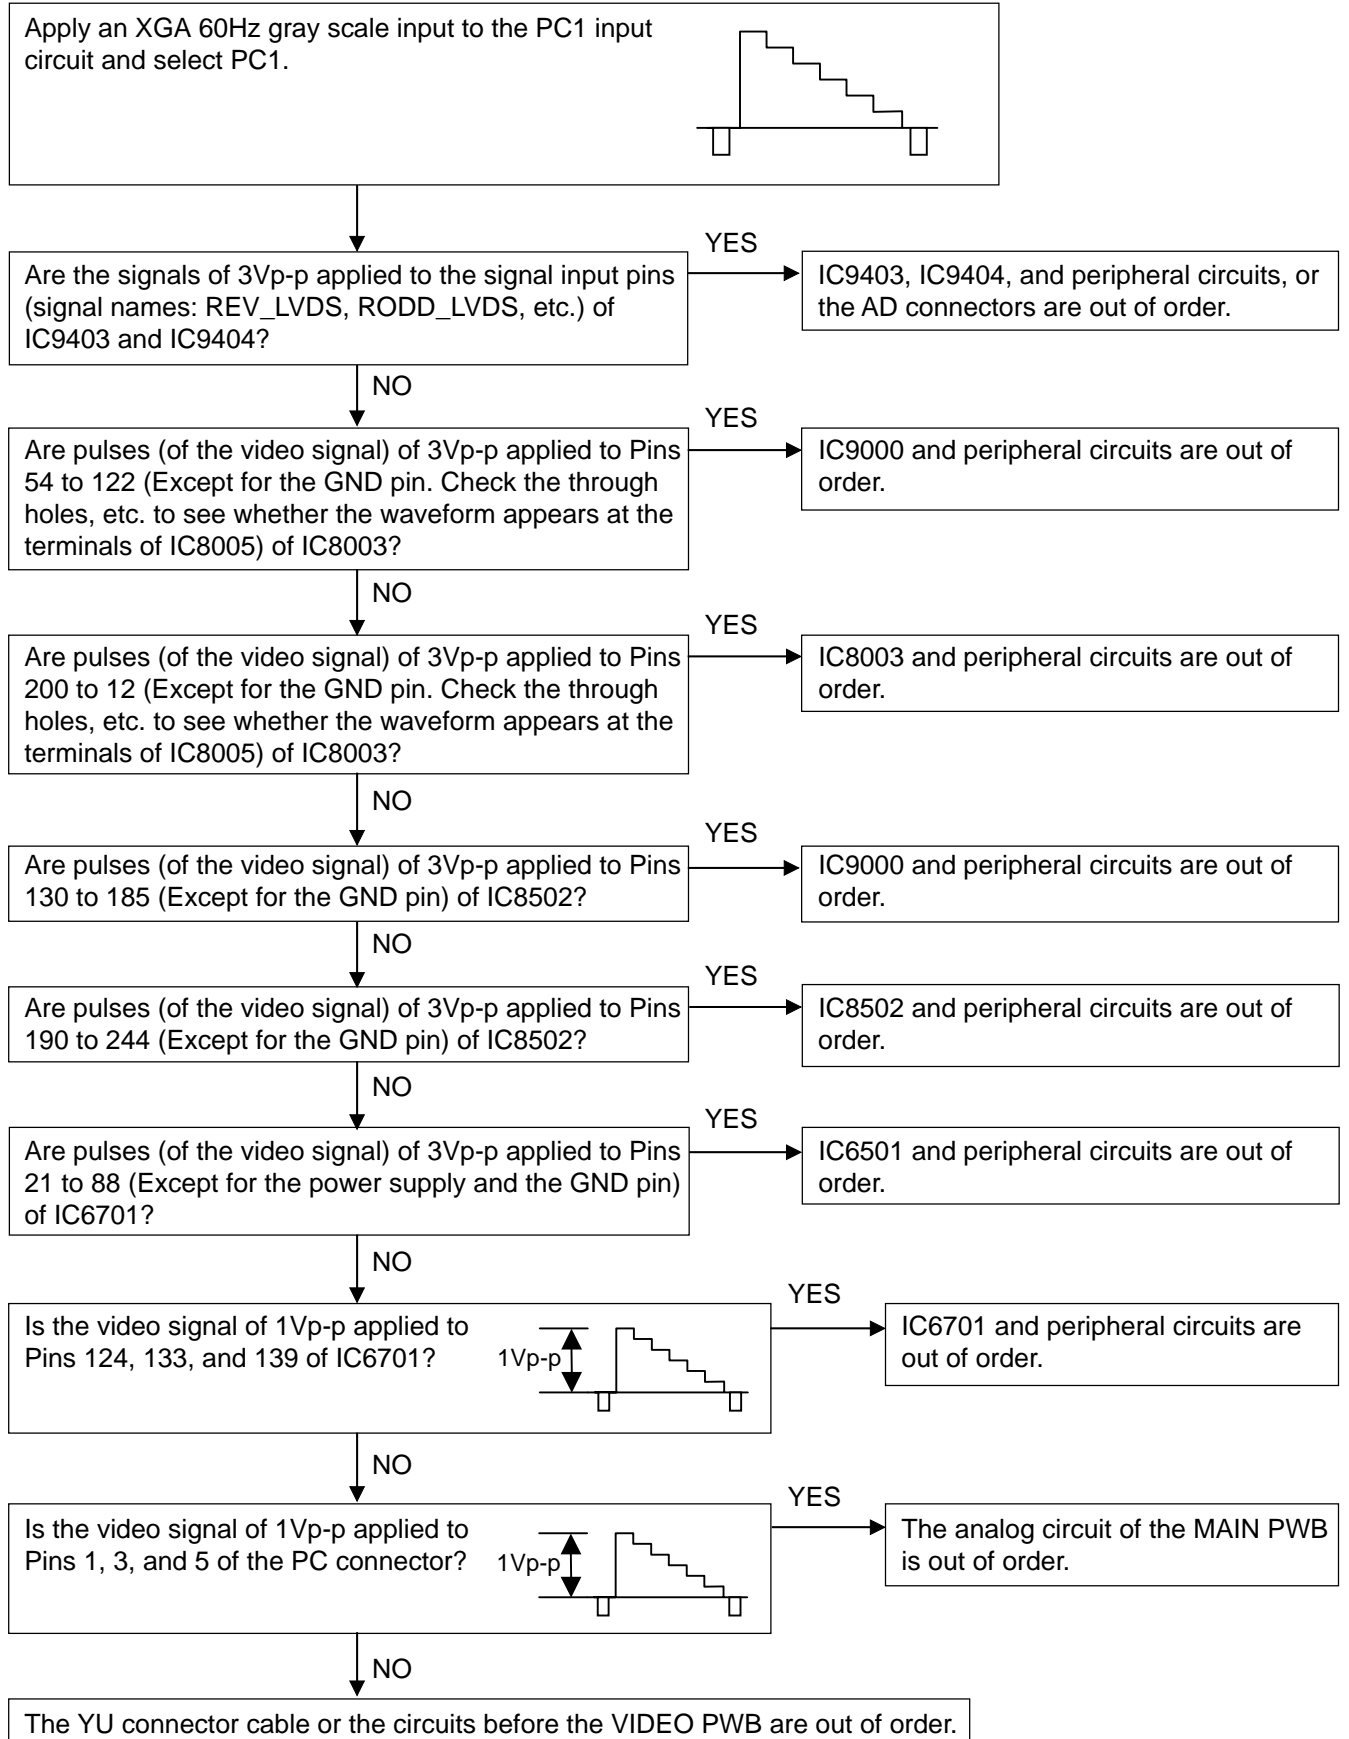 Apply an XGA 60Hz gray scale input to the PC1 input
circuit and select PC1.
YES
Are the signals of 3Vp-p applied to the signal input pins
(signal names: REV_LVDS, RODD_LVDS, etc.) of
IC9403 and IC9404?
IC9403, IC9404, and peripheral circuits, or
the AD connectors are out of order.
NO
YES
Are pulses (of the video signal) of 3Vp-p applied to Pins
54 to 122 (Except for the GND pin. Check the through
holes, etc. to see whether the waveform appears at the
terminals of IC8005) of IC8003?
IC9000 and peripheral circuits are out of
order.
NO
YES
Are pulses (of the video signal) of 3Vp-p applied to Pins
200 to 12 (Except for the GND pin. Check the through
holes, etc. to see whether the waveform appears at the
terminals of IC8005) of IC8003?
IC8003 and peripheral circuits are out of
order.
NO
YES
Are pulses (of the video signal) of 3Vp-p applied to Pins
130 to 185 (Except for the GND pin) of IC8502?
IC9000 and peripheral circuits are out of
order.
NO
YES
Are pulses (of the video signal) of 3Vp-p applied to Pins
190 to 244 (Except for the GND pin) of IC8502?
IC8502 and peripheral circuits are out of
order.
NO
YES
Are pulses (of the video signal) of 3Vp-p applied to Pins
21 to 88 (Except for the power supply and the GND pin)
of IC6701?
IC6501 and peripheral circuits are out of
order.
NO
YES
Is the video signal of 1Vp-p applied to
Pins 124, 133, and 139 of IC6701?
1Vp-p
IC6701 and peripheral circuits are
out of order.
NO
YES
Is the video signal of 1Vp-p applied to
Pins 1, 3, and 5 of the PC connector?
1Vp-p
The analog circuit of the MAIN PWB
is out of order.
NO
The YU connector cable or the circuits before the VIDEO PWB are out of order.